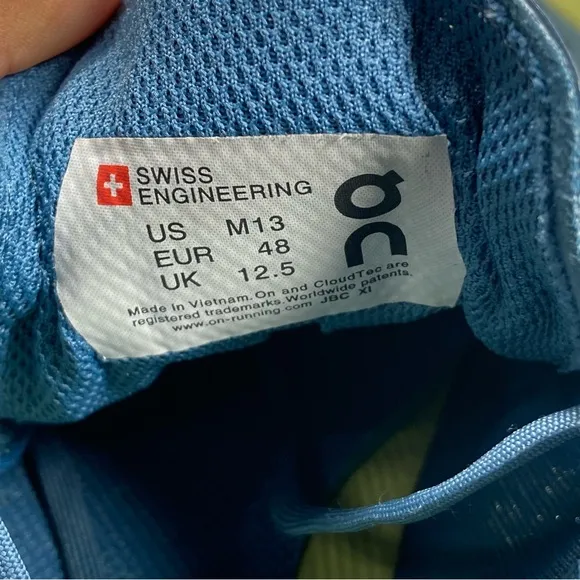 SWISS
ENGINEERING
US M13
EUR 48
UK 12.5
On
Made in Vietnam. On and CloudTec are
registered trademarks. Worldwide patents.
www.on-running.com JBC XI